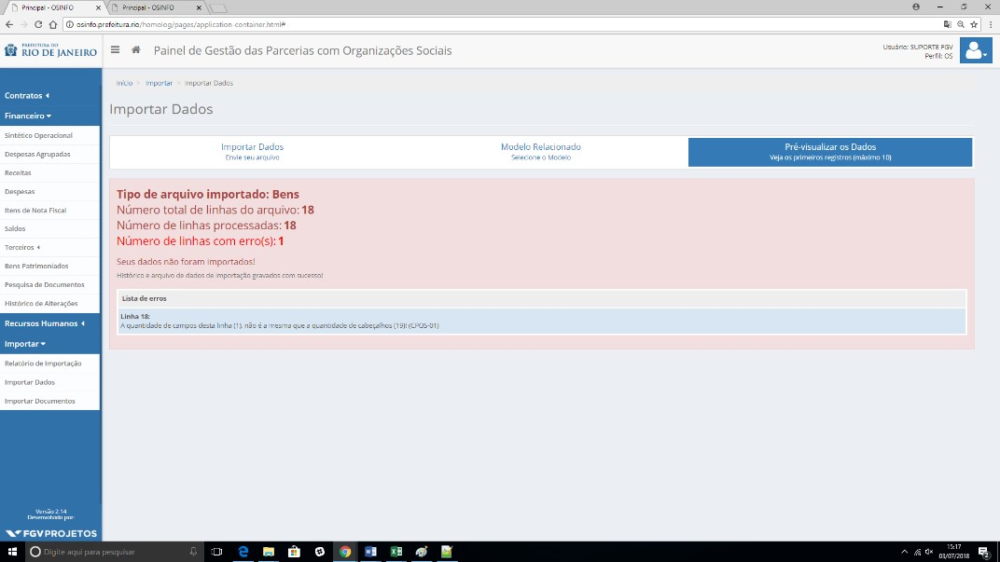 Principal - OSINFO
Principal - OSINFO
osinfo.prefeitura.rio/homolog/pages/application-container.html#
PREFEITURA DO
RIO DE JANEIRO
Painel de Gestão das Parcerias com Organizações Sociais
Usuário: SUPORTE FGV
Perfil: OS
Contratos
Financeiro
Sintético Operacional
Despesas Agrupadas
Receitas
Despesas
Itens de Nota Fiscal
Saldos
Terceiros
Bens Patrimoniados
Pesquisa de Documentos
Histórico de Alterações
Recursos Humanos
Importar
Relatório de Importação
Importar Dados
Importar Documentos
Versão 2.14
Desenvolvido por:
FGV PROJETOS
Início > Importar > Importar Dados
Importar Dados
Importar Dados
Envie seu arquivo
Modelo Relacionado
Selecione o Modelo
Pré-visualizar os Dados
Veja os primeiros registros (máximo 10)
Tipo de arquivo importado: Bens
Número total de linhas do arquivo: 18
Número de linhas processadas: 18
Número de linhas com erro(s): 1
Seus dados não foram importados!
Histórico e arquivo de dados de importação gravados com sucesso!
Lista de erros
Linha 18:
A quantidade de campos desta linha (1), não é a mesma que a quantidade de cabeçalhos (19)! (CPOS-01)
Digite aqui para pesquisar
15:17
03/07/2018
2